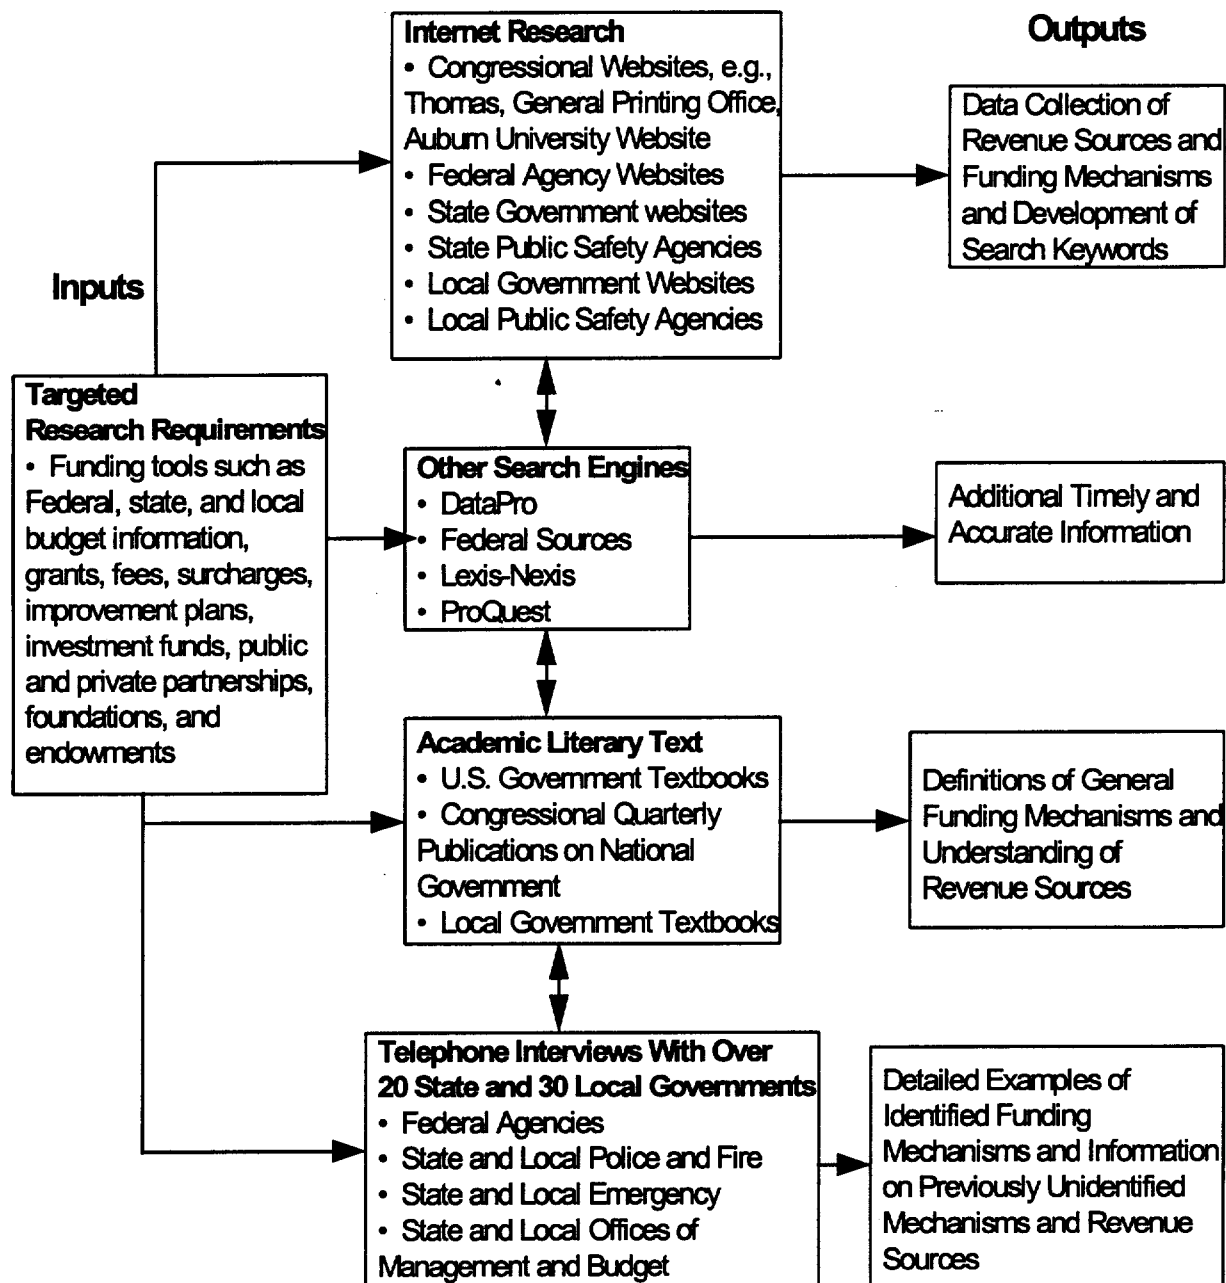 Internet Research
• Congressional Websites, e.g.,
Thomas, General Printing Office,
Auburn University Website
• Federal Agency Websites
• State Government websites
• State Public Safety Agencies
• Local Government Websites
• Local Public Safety Agencies
Outputs
Data Collection of
Revenue Sources and
Funding Mechanisms
and Development of
Search Keywords
Inputs
Targeted
Research Requirements
• Funding tools such as
Federal, state, and local
budget information,
grants, fees, surcharges,
improvement plans,
investment funds, public
and private partnerships,
foundations, and
endowments
Other Search Engines
• DataPro
• Federal Sources
• Lexis-Nexis
• ProQuest
Additional Timely and
Accurate Information
Academic Literary Text
• U.S. Government Textbooks
• Congressional Quarterly
Publications on National
Government
• Local Government Textbooks
Definitions of General
Funding Mechanisms and
Understanding of
Revenue Sources
Telephone Interviews With Over
20 State and 30 Local Governments
• Federal Agencies
• State and Local Police and Fire
• State and Local Emergency
• State and Local Offices of
Management and Budget
Detailed Examples of
Identified Funding
Mechanisms and Information
on Previously Unidentified
Mechanisms and Revenue
Sources